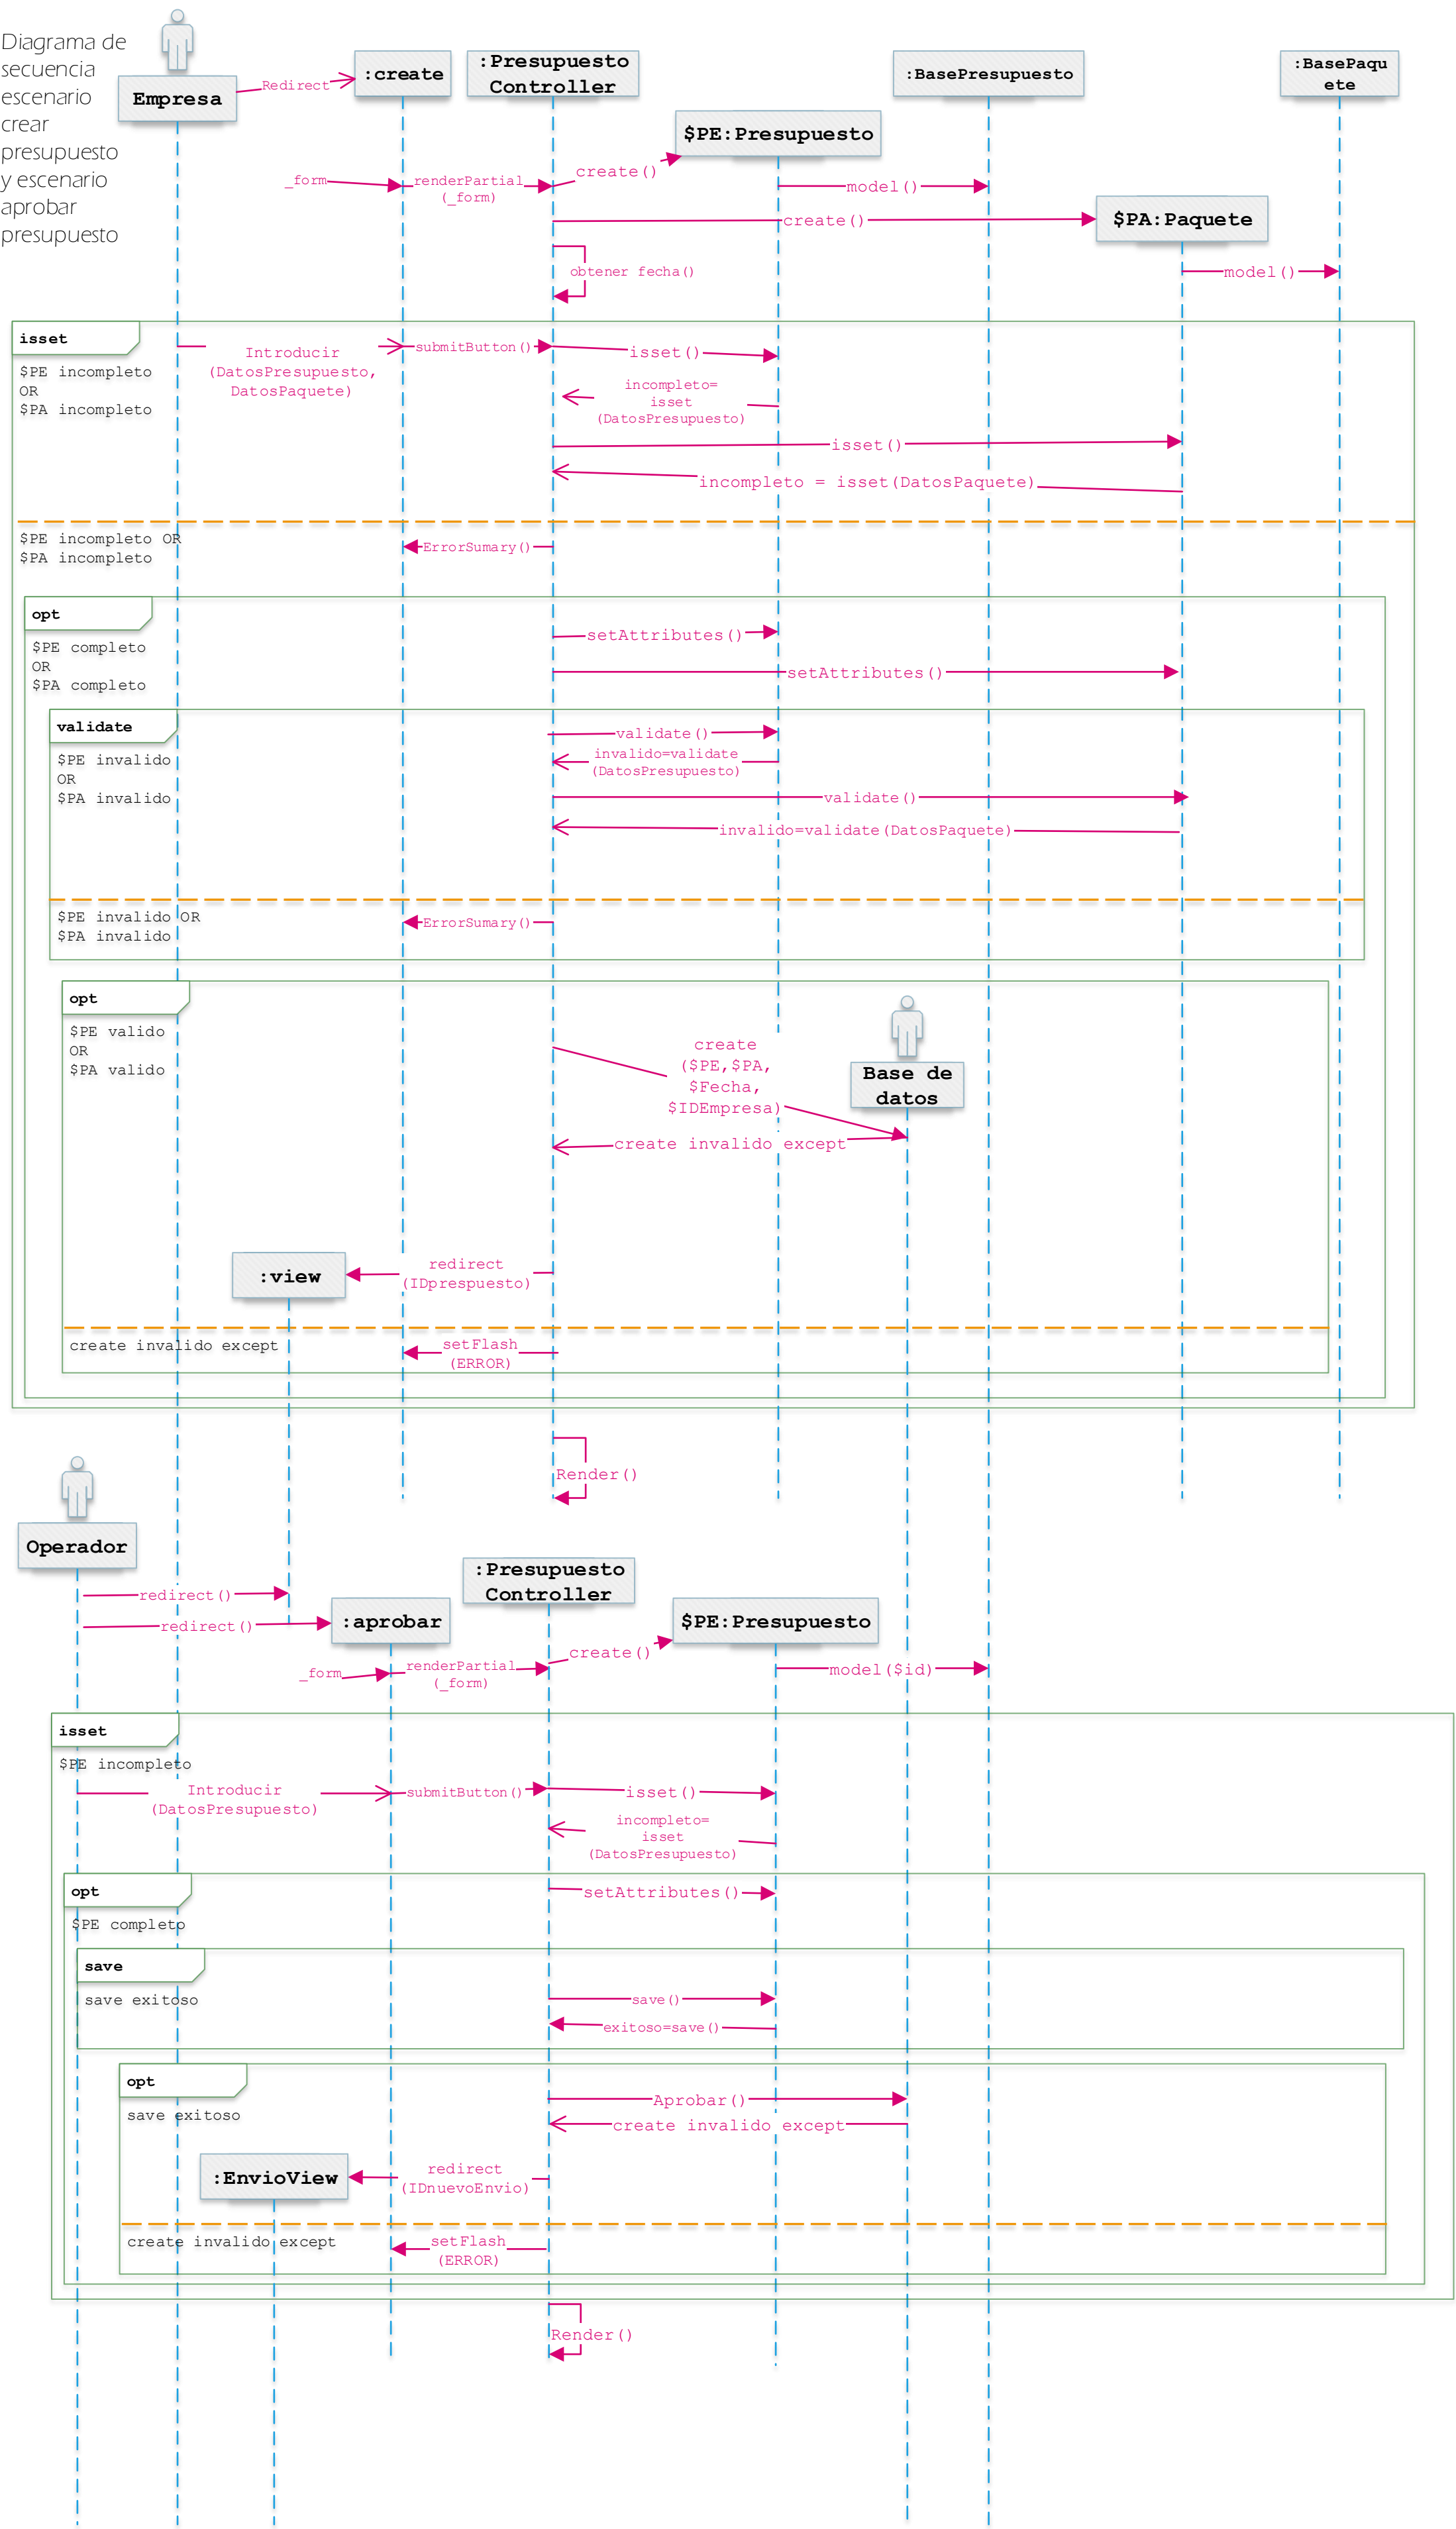 Diagrama de
secuencia
escenario
crear
presupuesto
y escenario
aprobar
presupuesto
Empresa
Redirect
:create
:Presupuesto
Controller
:BasePresupuesto
:BasePaqu
ete
$PE:Presupuesto
_form
renderPartial
(_form)
create()
model()
create()
$PA:Paquete
obtener fecha()
model()
isset
$PE incompleto
OR
$PA incompleto
Introducir
(DatosPresupuesto,
DatosPaquete)
submitButton()
isset()
incompleto=
isset
(DatosPresupuesto)
isset()
incompleto = isset(DatosPaquete)
$PE incompleto OR
$PA incompleto
ErrorSumary()
opt
$PE completo
OR
$PA completo
setAttributes()
setAttributes()
validate
$PE invalido
OR
$PA invalido
validate()
invalido=validate
(DatosPresupuesto)
validate()
invalido=validate(DatosPaquete)
$PE invalido OR
$PA invalido
ErrorSumary()
opt
$PE valido
OR
$PA valido
create
($PE,$PA,
$Fecha,
$IDEmpresa)
Base de
datos
create invalido except
:view
redirect
(IDprespuesto)
create invalido except
setFlash
(ERROR)
Render()
Operador
redirect()
redirect()
:aprobar
:Presupuesto
Controller
$PE:Presupuesto
_form
renderPartial
(_form)
create()
model($id)
isset
$PE incompleto
Introducir
(DatosPresupuesto)
submitButton()
isset()
incompleto=
isset
(DatosPresupuesto)
opt
$PE completo
setAttributes()
save
save exitoso
save()
exitoso=save()
opt
save exitoso
Aprobar()
create invalido except
:EnvioView
redirect
(IDnuevoEnvio)
create invalido except
setFlash
(ERROR)
Render()